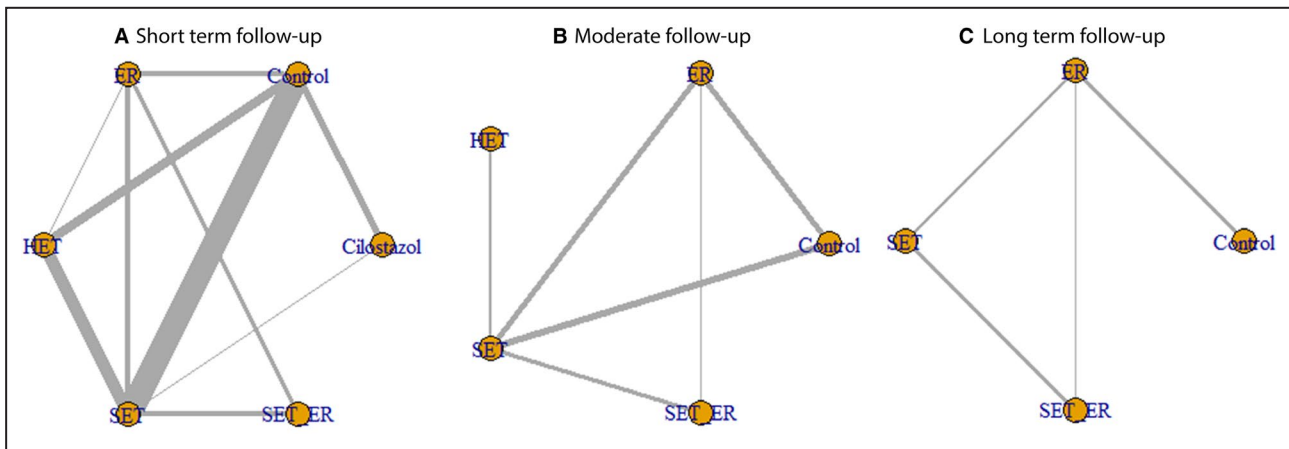 A Short term follow-up
B Moderate follow-up
C Long term follow-up
ER
Control
HET
Cilostazol
SET
SET_ER
ER
HET
Control
SET
SET_ER
ER
SET
Control
SET_ER